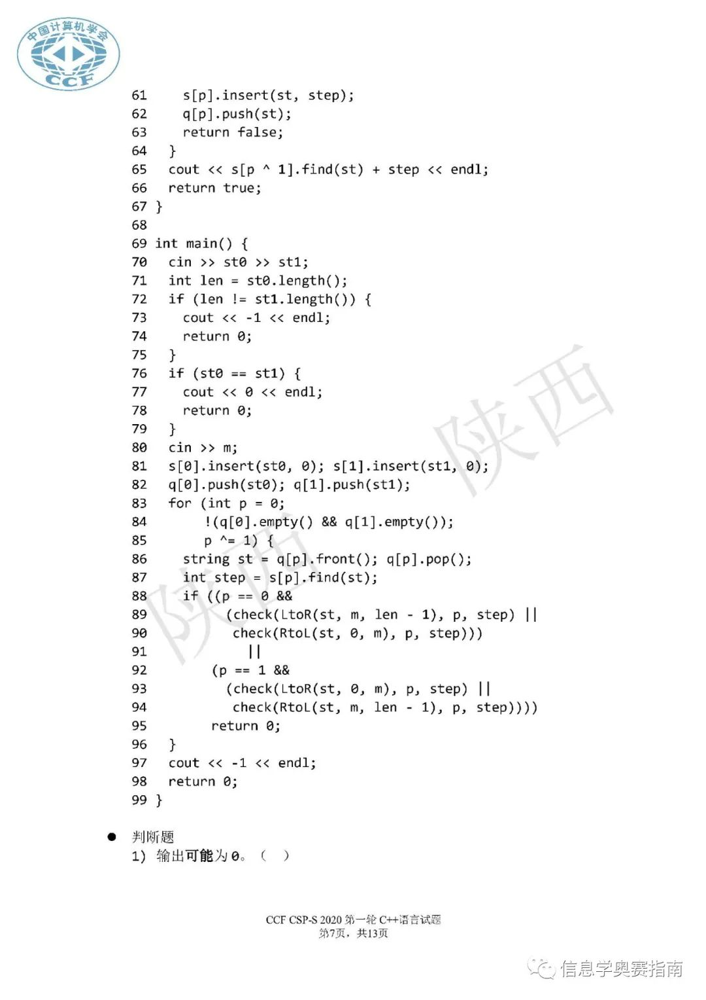 中国计算机学会
CCF
61 s[p].insert(st, step);
62 q[p].push(st);
63 return false;
64 }
65 cout << s[p ^ 1].find(st) + step << endl;
66 return true;
67 }
68
69 int main() {
70 cin >> st0 >> st1;
71 int len = st0.length();
72 if (len != st1.length()) {
73 cout << -1 << endl;
74 return 0;
75 }
76 if (st0 == st1) {
77 cout << 0 << endl;
78 return 0;
79 }
80 cin >> m;
81 s[0].insert(st0, 0); s[1].insert(st1, 0);
82 q[0].push(st0); q[1].push(st1);
83 for (int p = 0;
84 !(q[0].empty() && q[1].empty());
85 p ^= 1) {
86 string st = q[p].front(); q[p].pop();
87 int step = s[p].find(st);
88 if ((p == 0 &&
89 (check(LtoR(st, m, len - 1), p, step) ||
90 check(RtoL(st, 0, m), p, step)))
91 ||
92 (p == 1 &&
93 (check(LtoR(st, 0, m), p, step) ||
94 check(RtoL(st, m, len - 1), p, step))))
95 return 0;
96 }
97 cout << -1 << endl;
98 return 0;
99 }
陕西
陕西
● 判断题
1) 输出可能为0。（ ）
CCF CSP-S 2020 第一轮 C++语言试题
第7页，共13页
信息学奥赛指南